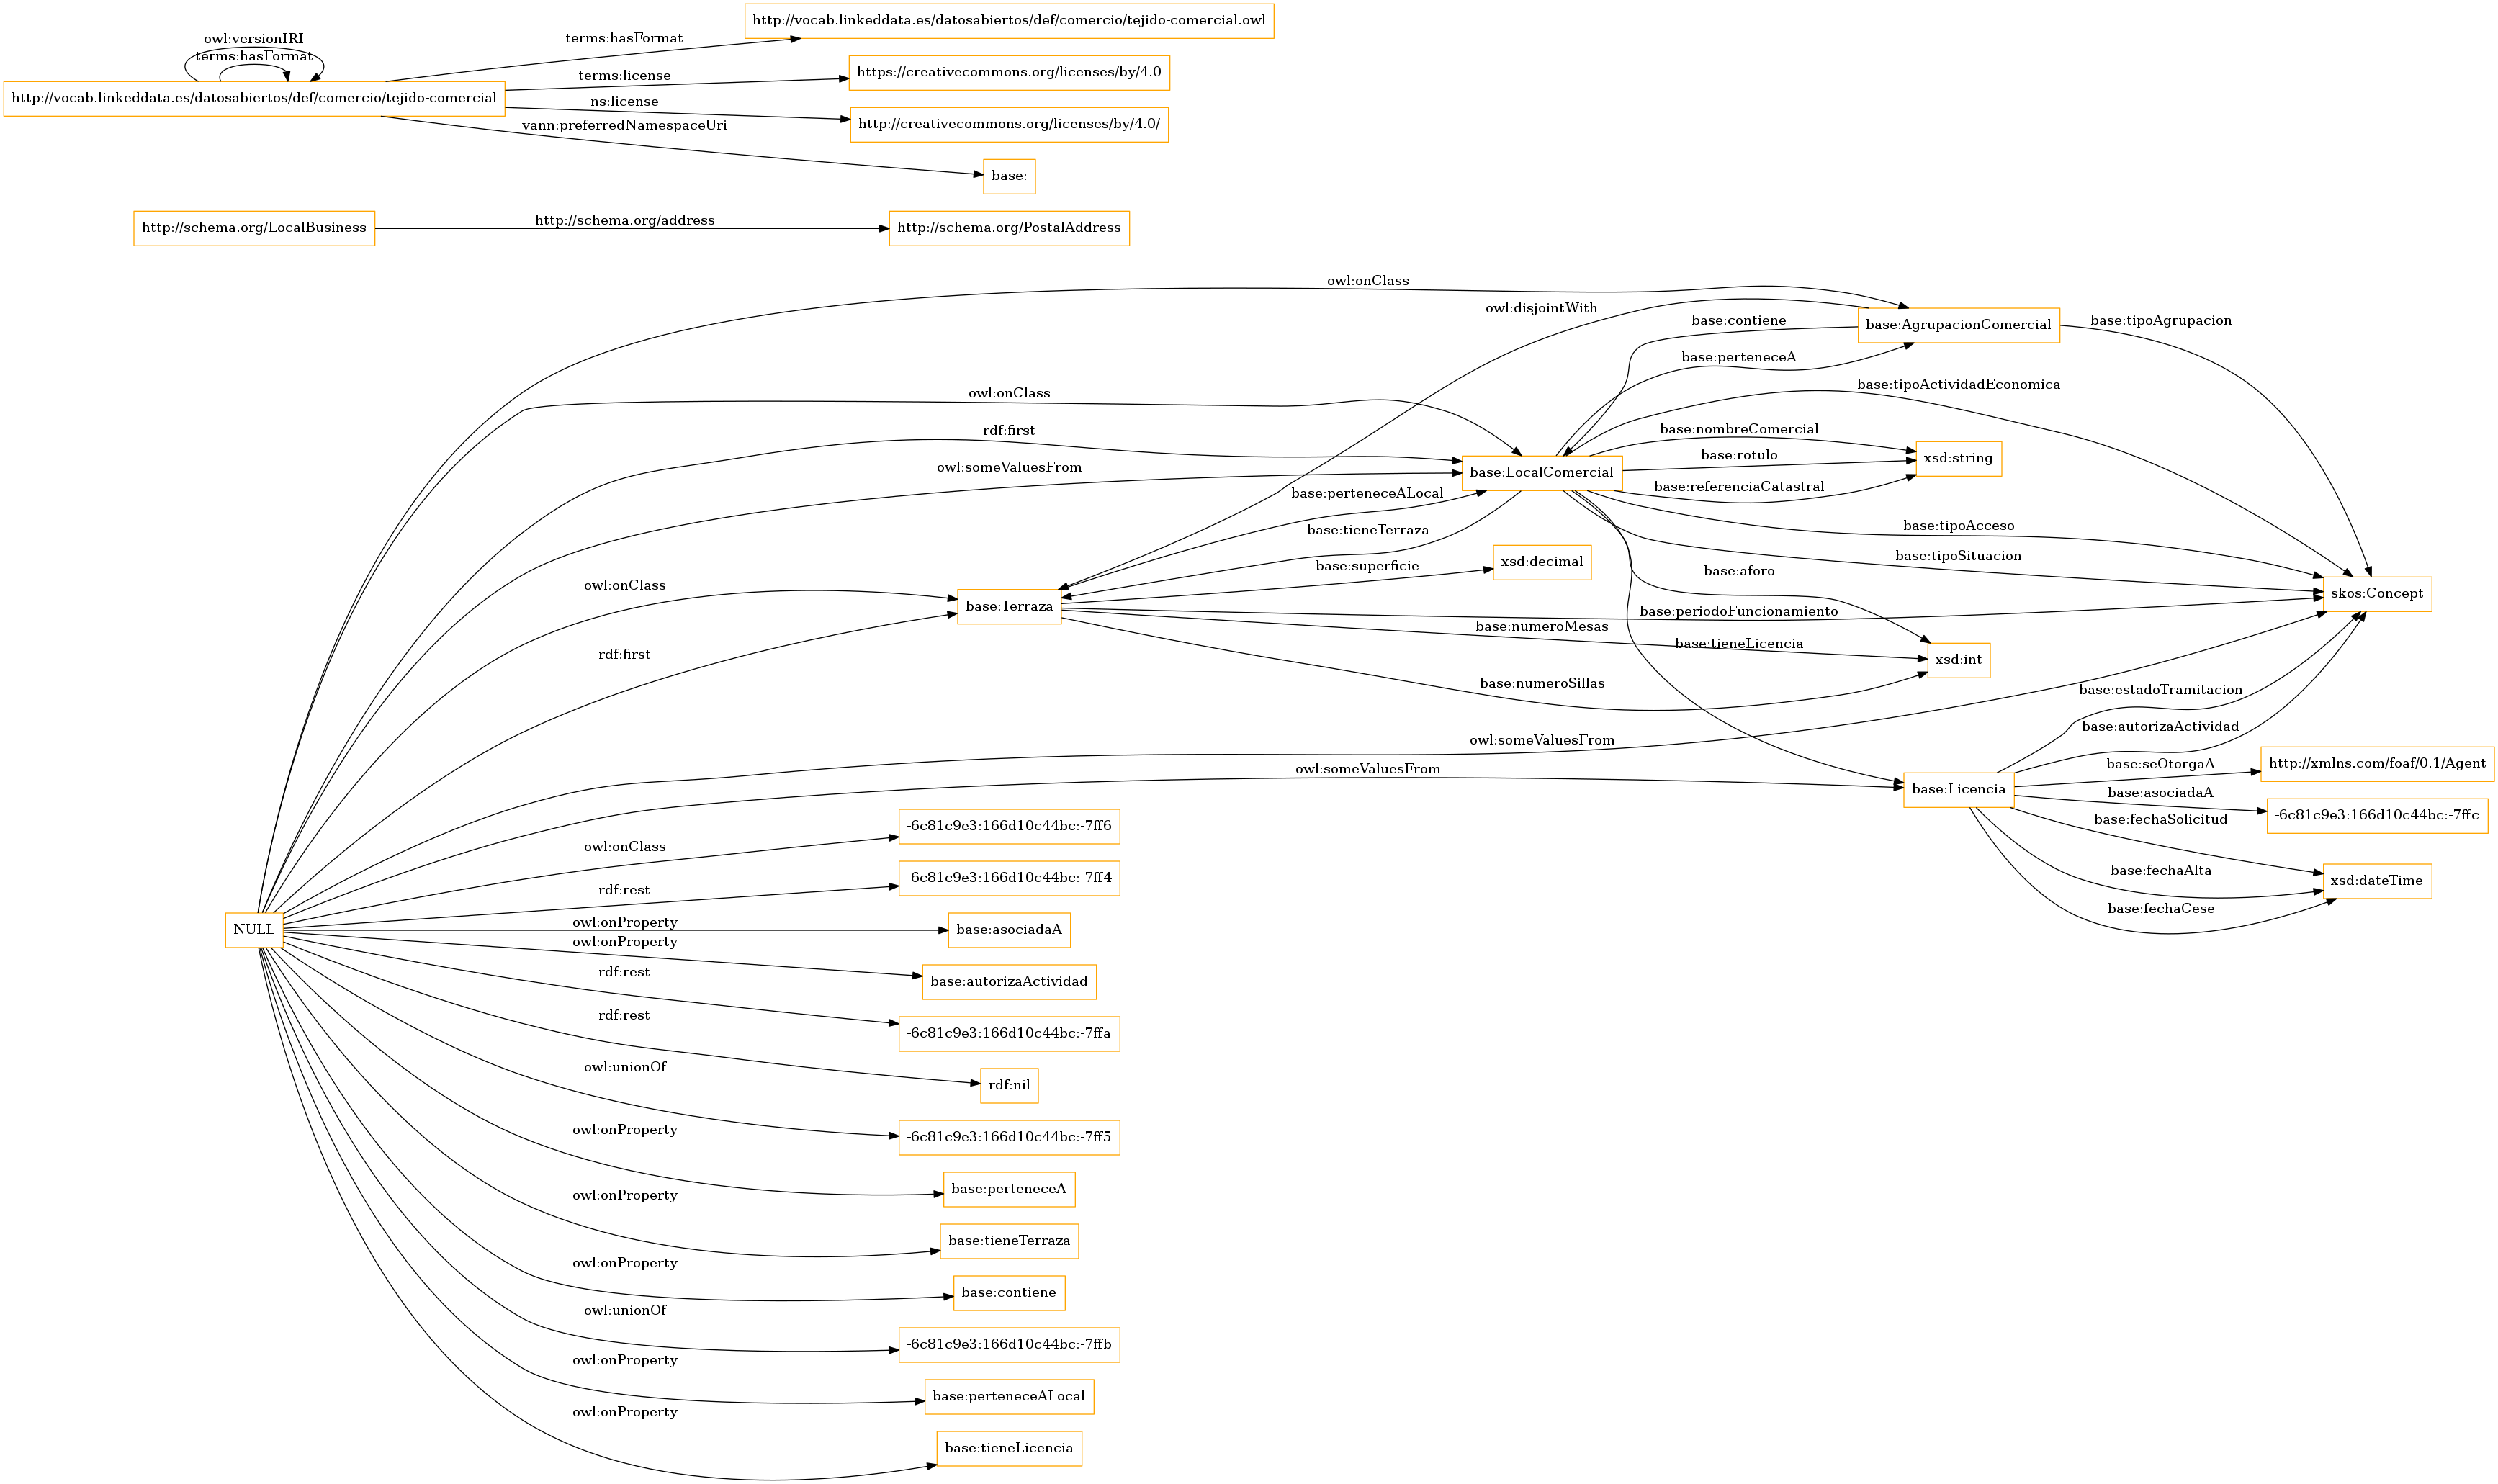 http://vocab.linkeddata.es/datosabiertos/def/comercio/tejido-comercial.owl
owl:versionIRI
terms:hasFormat
terms:hasFormat
https://creativecommons.org/licenses/by/4.0
terms:license
http://vocab.linkeddata.es/datosabiertos/def/comercio/tejido-comercial
ns:license
http://creativecommons.org/licenses/by/4.0/
vann:preferredNamespaceUri
base:
http://schema.org/LocalBusiness
http://schema.org/address
http://schema.org/PostalAddress
owl:onClass
owl:disjointWith
base:contiene
base:AgrupacionComercial
base:tipoAgrupacion
base:perteneceA
base:tipoActividadEconomica
owl:onClass
rdf:first
base:nombreComercial
base:rotulo
xsd:string
owl:someValuesFrom
base:LocalComercial
base:referenciaCatastral
base:perteneceALocal
base:tipoAcceso
base:tieneTerraza
base:tipoSituacion
base:superficie
xsd:decimal
base:aforo
owl:onClass
base:Terraza
skos:Concept
base:periodoFuncionamiento
base:numeroMesas
base:tieneLicencia
xsd:int
rdf:first
base:numeroSillas
base:estadoTramitacion
base:autorizaActividad
owl:someValuesFrom
owl:someValuesFrom
base:seOtorgaA
http://xmlns.com/foaf/0.1/Agent
base:Licencia
base:asociadaA
-6c81c9e3:166d10c44bc:-7ffc
base:fechaSolicitud
base:fechaAlta
xsd:dateTime
base:fechaCese
owl:onClass
-6c81c9e3:166d10c44bc:-7ff6
rdf:rest
-6c81c9e3:166d10c44bc:-7ff4
NULL
owl:onProperty
base:asociadaA
owl:onProperty
base:autorizaActividad
rdf:rest
-6c81c9e3:166d10c44bc:-7ffa
rdf:rest
rdf:nil
owl:unionOf
-6c81c9e3:166d10c44bc:-7ff5
owl:onProperty
base:perteneceA
owl:onProperty
base:tieneTerraza
owl:onProperty
base:contiene
owl:unionOf
-6c81c9e3:166d10c44bc:-7ffb
owl:onProperty
base:perteneceALocal
owl:onProperty
base:tieneLicencia